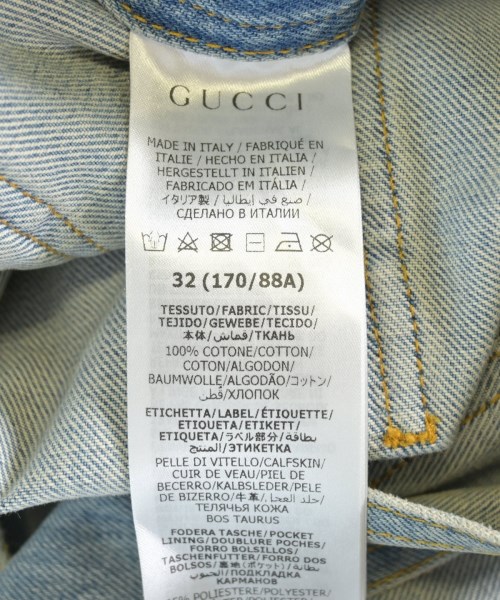 GUCCI
MADE IN ITALY / FABRIQUÉ EN
ITALIE / HECHO EN ITALIA /
HERGESTELLT IN ITALIEN /
FABRICADO EM ITÁLIA /
イタリア製 / صنع في إيطاليا /
СДЕЛАНО В ИТАЛИИ
32 (170/88A)
TESSUTO/FABRIC/TISSU/
TEJIDO/GEWEBE/TECIDO/
本体/قماش/ТКАНЬ
100% COTONE/COTTON/
COTON/ALGODON/
BAUMWOLLE/ALGODÃO/コットン/
قطن/ХЛОПОК
ETICHETTA/LABEL/ÉTIQUETTE/
ETIQUETA/ETIKETT/
ETIQUETA/ラベル部分/بطاقة
المنتج/ЭТИКЕТКА
PELLE DI VITELLO/CALFSKIN/
CUIR DE VEAU/PIEL DE
BECERRO/KALBSLEDER/PELE
DE BIZERRO/牛革/جلد العجل/
ТЕЛЯЧЬЯ КОЖА
BOS TAURUS
FODERA TASCHE/POCKET
LINING/DOUBLURE POCHES/
FORRO BOLSILLOS/
TASCHENFUTTER/FORRO DOS
BOLSOS/裏地(ポケット)/بطانة
الجيوب/ПОДКЛАДКА
КАРМАНОВ
POLIESTERE/POLYESTER/